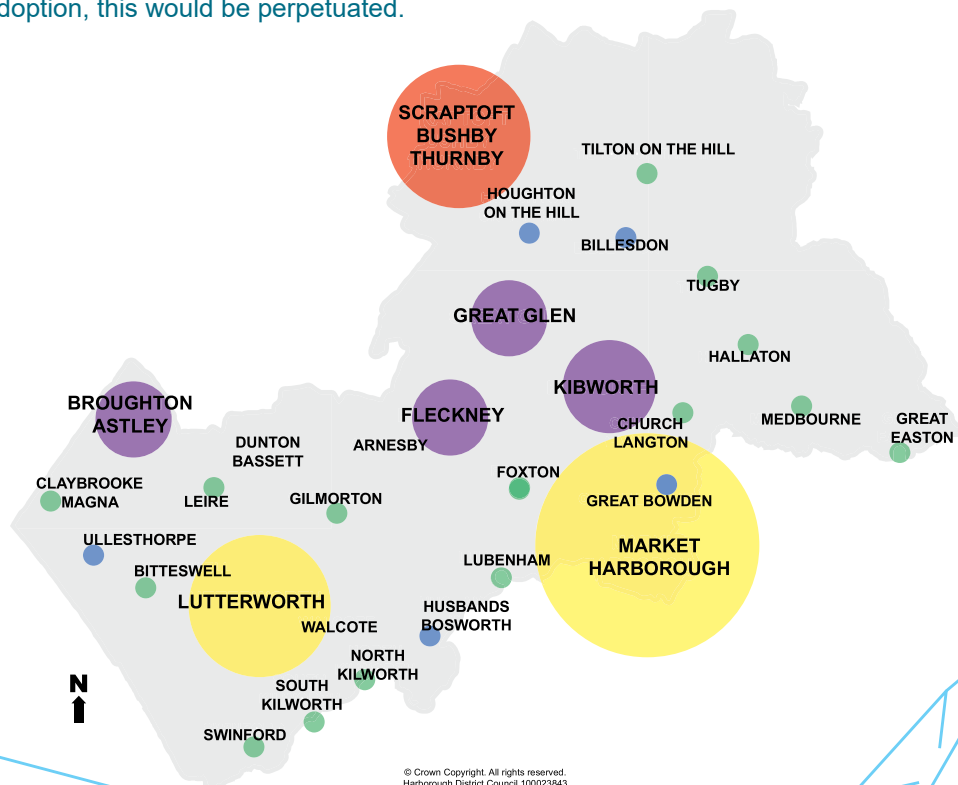 doption, this would be perpetuated.
SCRAPTOFT
BUSHBY
THURNBY
TILTON ON THE HILL
HOUGHTON
ON THE HILL
BILLESDON
TUGBY
GREAT GLEN
HALLATON
KIBWORTH
BROUGHTON
ASTLEY
FLECKNEY
MEDBOURNE
GREAT
EASTON
CHURCH
LANGTON
DUNTON
BASSETT
ARNESBY
FOXTON
CLAYBROOKE
MAGNA
LEIRE
GILMORTON
GREAT BOWDEN
ULLESTHORPE
MARKET
HARBOROUGH
BITTESWELL
LUBENHAM
LUTTERWORTH
HUSBANDS
BOSWORTH
WALCOTE
NORTH
KILWORTH
SOUTH
KILWORTH
N
SWINFORD
© Crown Copyright. All rights reserved.
Harborough District Council 100023843